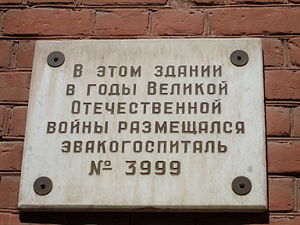 В этом здании
в годы Великой
Отечественной
войны размещался
эвакогоспиталь
№ 3999